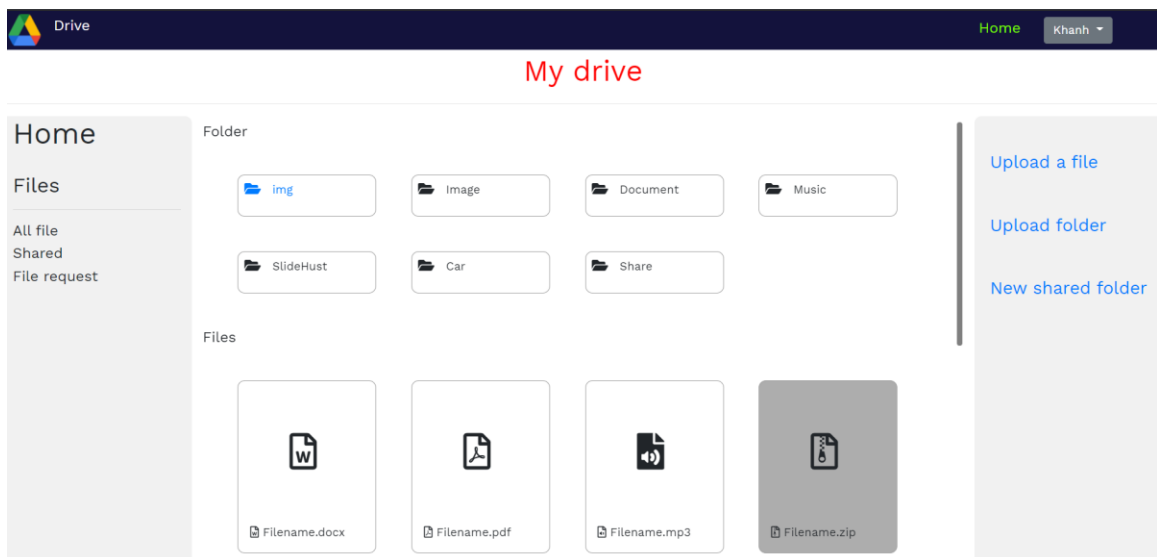 Drive
Home
Khanh
My drive
Home
Files
All file
Shared
File request
Folder
img
Image
Document
Music
SlideHust
Car
Share
Files
Filename.docx
Filename.pdf
Filename.mp3
Filename.zip
Upload a file
Upload folder
New shared folder